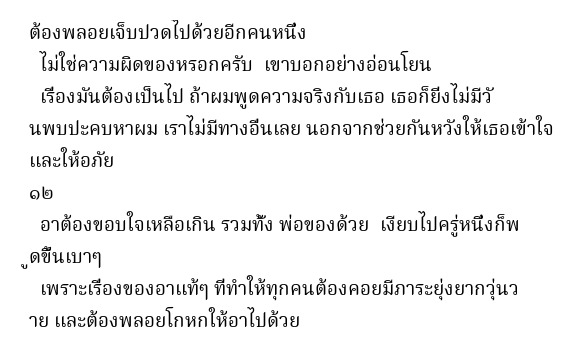 ต้องพลอยเจ็บปวดไปด้วยอีกคนหนึ่ง
ไม่ใช่ความผิดของหรอกครับ เขาบอกอย่างอ่อนโยน
เรื่องมันต้องเป็นไป ถ้าผมพูดความจริงกับเธอ เธอก็ยิ่งไม่มีวั
นพบปะคบหาผม เราไม่มีทางอื่นเลย นอกจากช่วยกันหวังให้เธอเข้าใจ
และให้อภัย
๑๒
อาต้องขอบใจเหลือเกิน รวมทั้ง พ่อของด้วย เงียบไปครู่หนึ่งก็พ
ูดขึ้นเบาๆ
เพราะเรื่องของอาแท้ๆ ที่ทำให้ทุกคนต้องคอยมีภาระยุ่งยากวุ่นว
าย และต้องพลอยโกหกให้อาไปด้วย